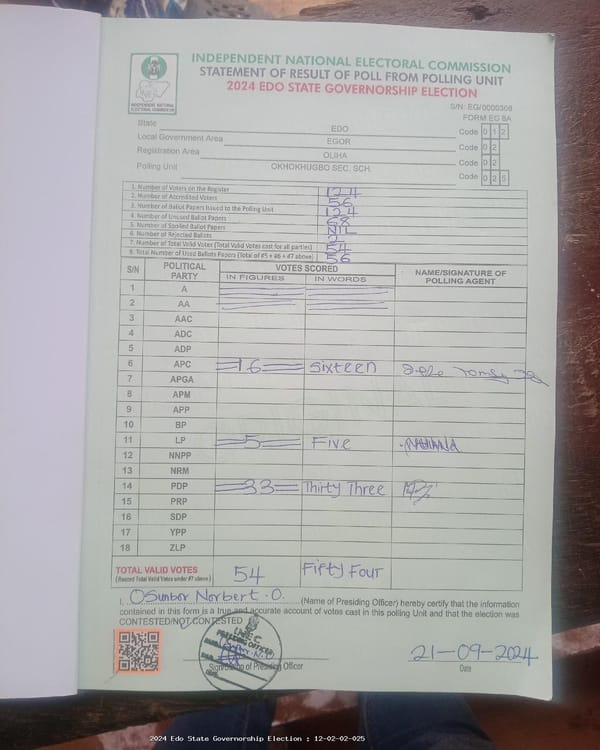 INDEPENDENT NATIONAL ELECTORAL COMMISSION
STATEMENT OF RESULT OF POLL FROM POLLING UNIT
2024 EDO STATE GOVERNORSHIP ELECTION
INDEPENDENT NATIONAL ELECTORAL COMMISSION
S/N: EG/0000308
FORM EC 8A
State EDO Code 0 1 2
Local Government Area EGOR Code 0 2
Registration Area OLIHA Code 0 2
Polling Unit OKHOKHUGBO SEC. SCH. Code 0 2 5
1. Number of Voters on the Register 124
2. Number of Accredited Voters 56
3. Number of Ballot Papers Issued to the Polling Unit 124
4. Number of Unused Ballot Papers 68
5. Number of Spoiled Ballot Papers NIL
6. Number of Rejected Ballots 2
7. Number of Total Valid Votes (Total Valid Votes cast for all parties) 54
8. Total Number of Used Ballots Papers (Total of #5 + #6 + #7 above) 56
S/N POLITICAL PARTY VOTES SCORED NAME/SIGNATURE OF POLLING AGENT
IN FIGURES IN WORDS
1 A
2 AA
3 AAC
4 ADC
5 ADP
6 APC 16 Sixteen
7 APGA
8 APM
9 APP
10 BP
11 LP 5 Five
12 NNPP
13 NRM
14 PDP 33 Thirty Three
15 PRP
16 SDP
17 YPP
18 ZLP
TOTAL VALID VOTES 54 Fifty Four
(Record Total Valid Votes under #7 above)
I, Osunbor Norbert .O. (Name of Presiding Officer) hereby certify that the information
contained in this form is a true and accurate account of votes cast in this polling Unit and that the election was
CONTESTED/NOT CONTESTED
I.N.E.C
PRESIDING OFFICER
Signature of Presiding Officer
21-09-2024
Date
2024 Edo State Governorship Election : 12-02-02-025